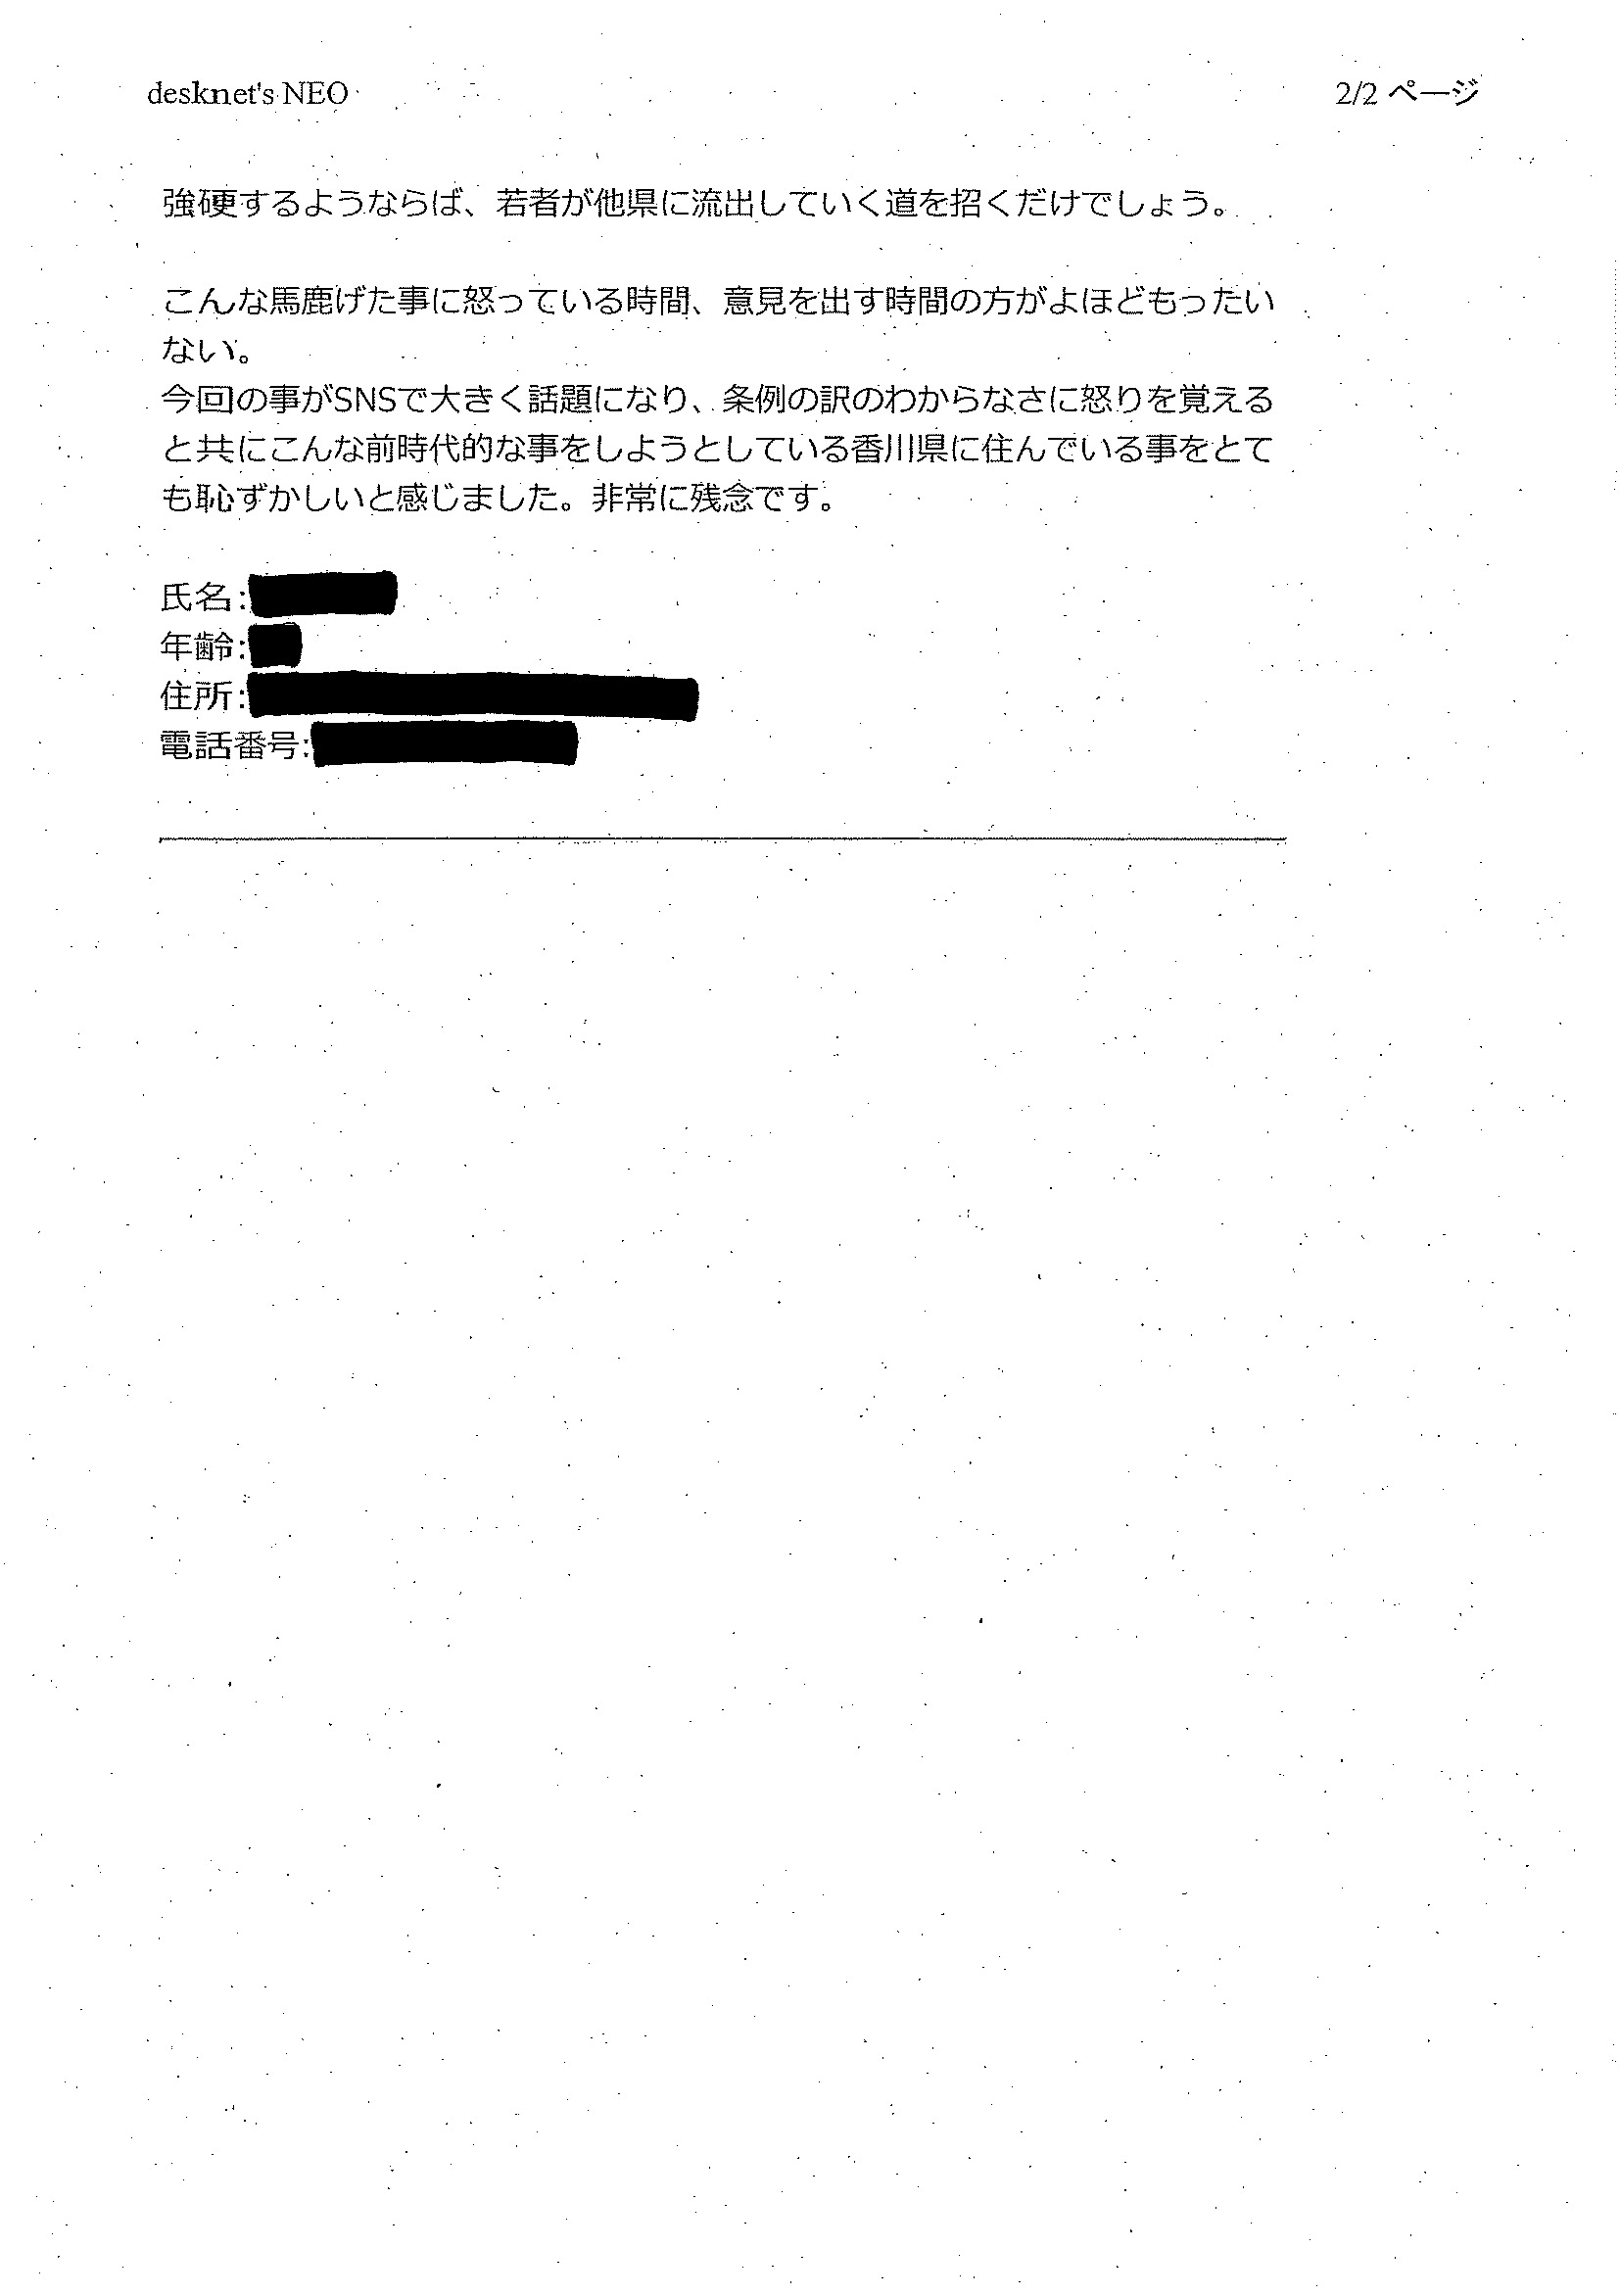 desknet's NEO
2/2 ページ
強硬するようならば、若者が他県に流出していく道を招くだけでしょう。
こんな馬鹿げた事に怒っている時間、意見を出す時間の方がよほどもったい
ない。
今回の事がSNSで大きく話題になり、条例の訳のわからなさに怒りを覚える
と共にこんな前時代的な事をしようとしている香川県に住んでいる事をとて
も恥ずかしいと感じました。非常に残念です。
氏名:
年齢:
住所:
電話番号: